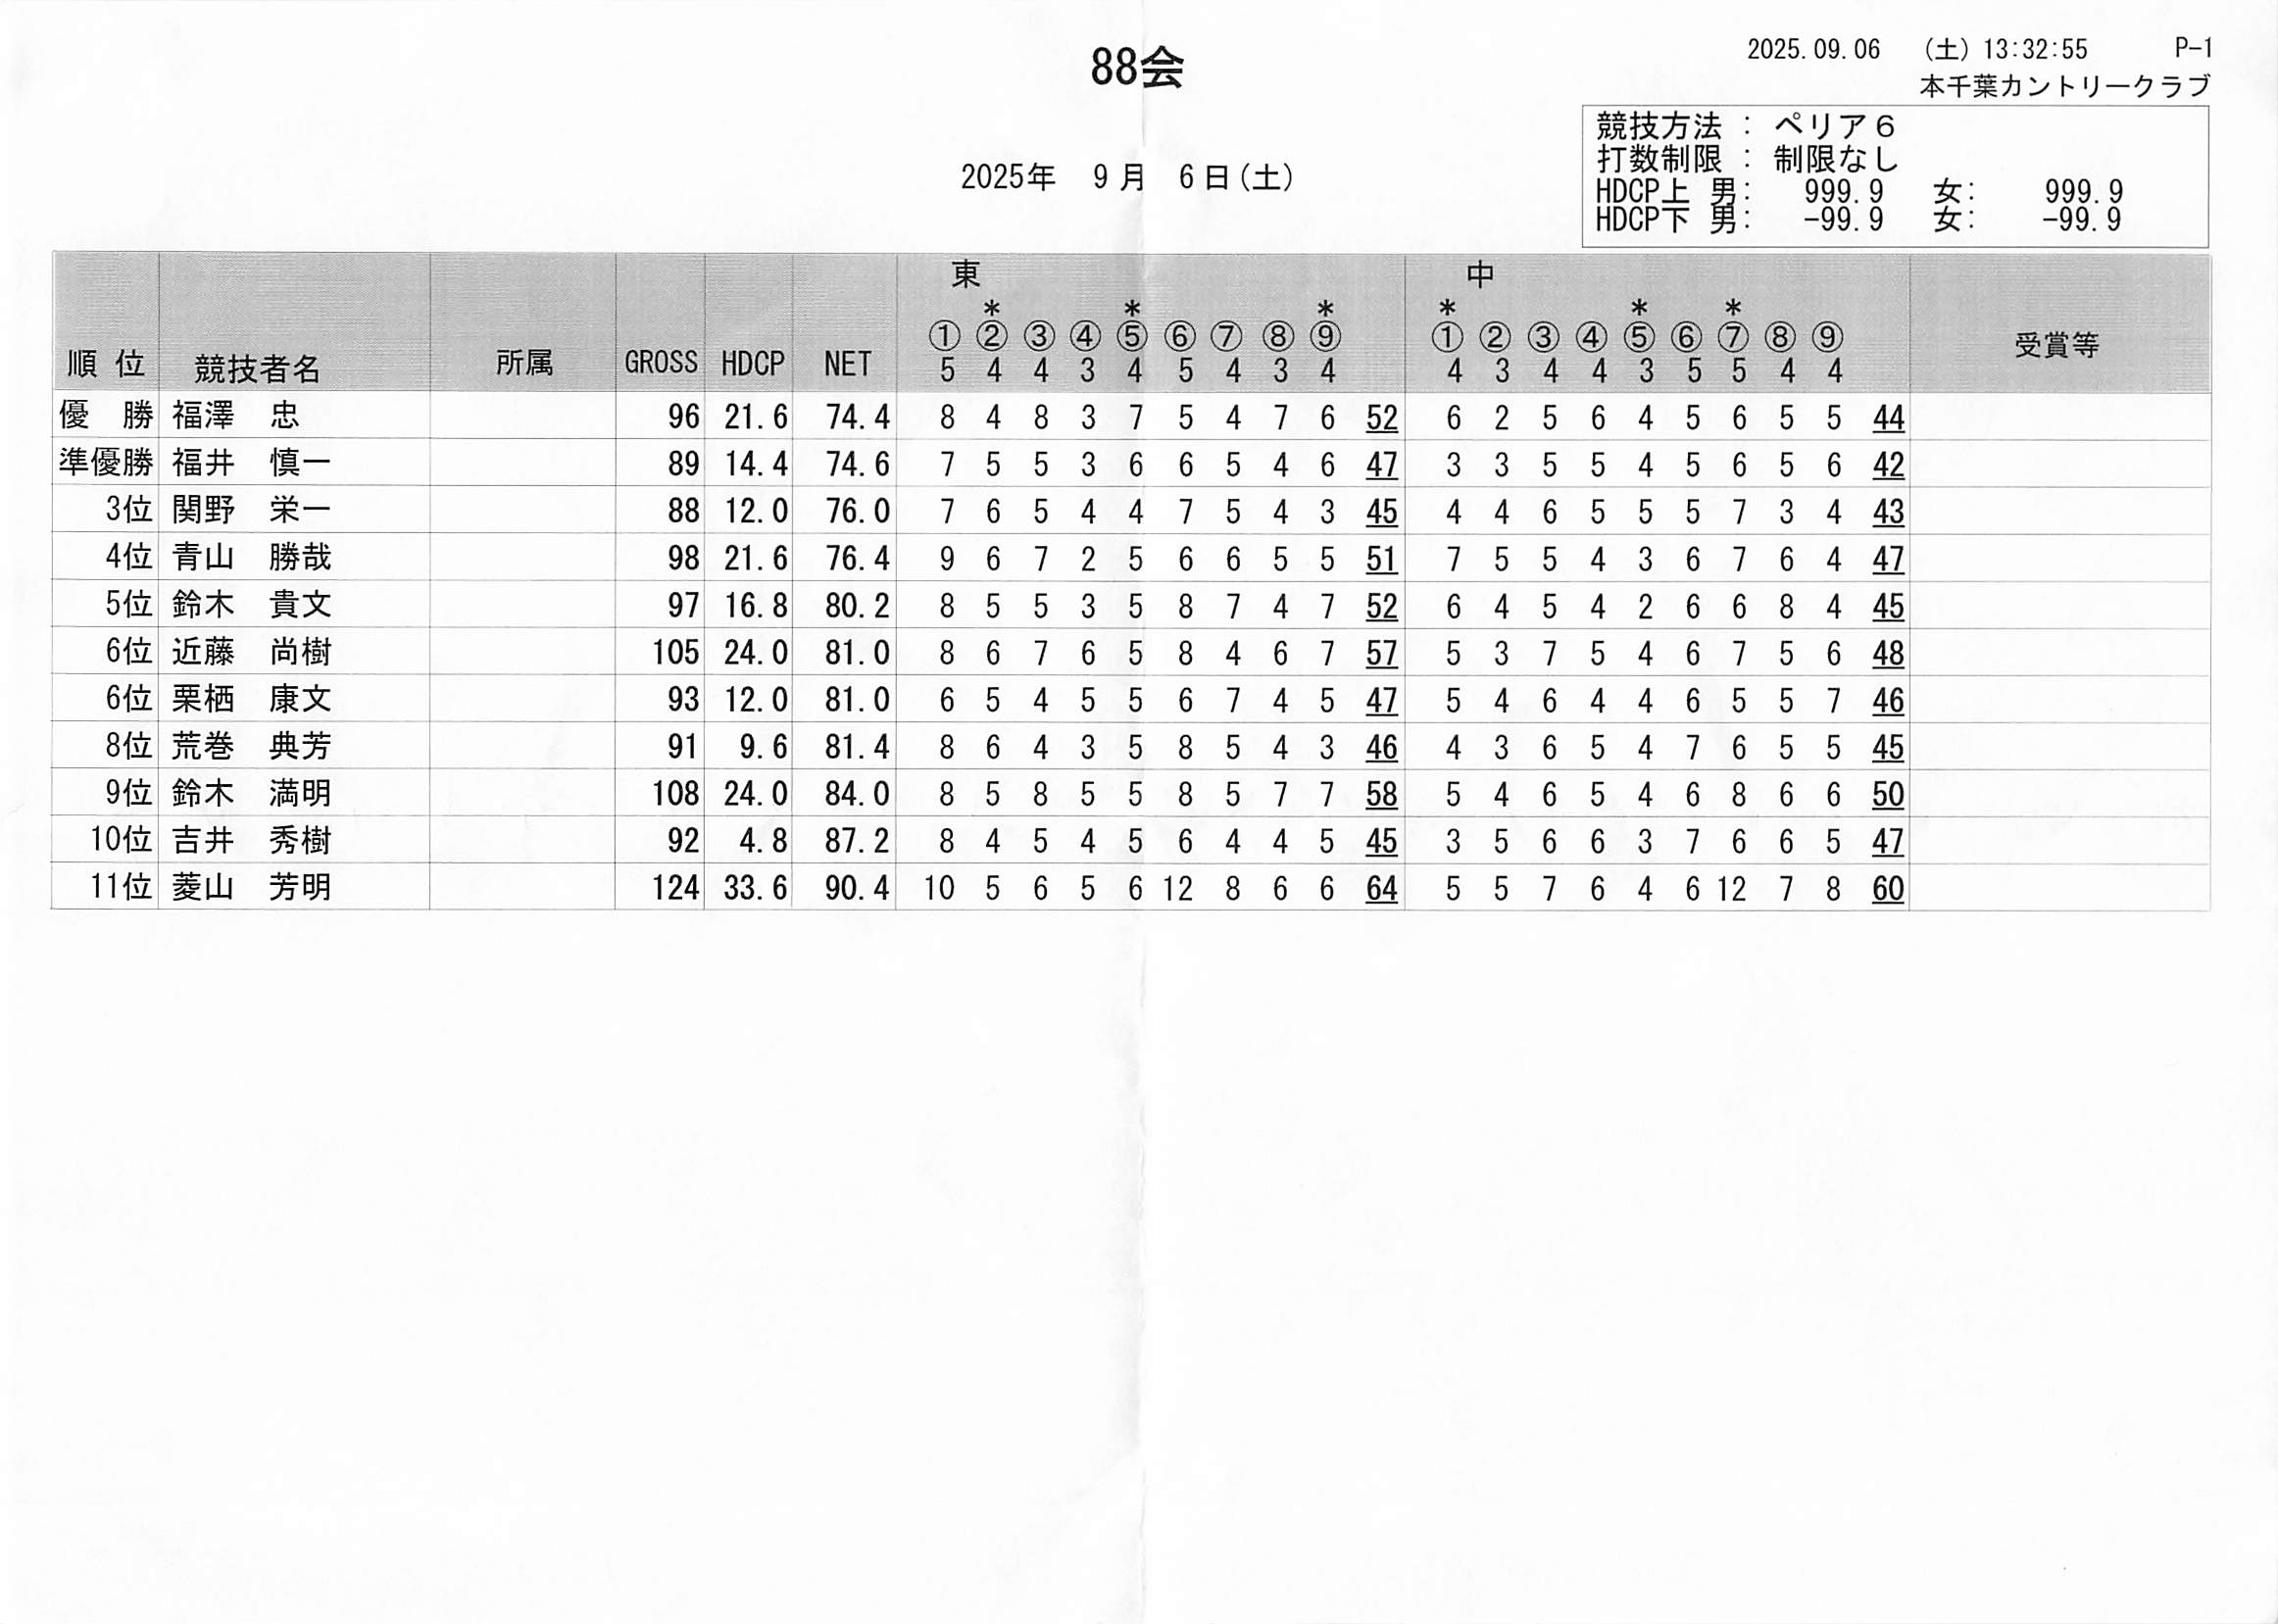 88会
2025.09.06 (土) 13:32:55 P-1
本千葉カントリークラブ
競技方法 : ペリア6
打数制限 : 制限なし
HDCP上 男: 999.9 女: 999.9
HDCP下 男: -99.9 女: -99.9
2025年 9月 6日(土)
東 中
* * * * * *
① ② ③ ④ ⑤ ⑥ ⑦ ⑧ ⑨ ① ② ③ ④ ⑤ ⑥ ⑦ ⑧ ⑨
順位 競技者名 所属 GROSS HDCP NET 5 4 4 3 4 5 4 3 4 4 3 4 4 3 5 5 4 4 受賞等
優 勝 福澤 忠 96 21.6 74.4 8 4 8 3 7 5 4 7 6 52 6 2 5 6 4 5 6 5 5 44
準優勝 福井 慎一 89 14.4 74.6 7 5 5 3 6 6 5 4 6 47 3 3 5 5 4 5 6 5 6 42
3位 関野 栄一 88 12.0 76.0 7 6 5 4 4 7 5 4 3 45 4 4 6 5 5 5 7 3 4 43
4位 青山 勝哉 98 21.6 76.4 9 6 7 2 5 6 6 5 5 51 7 5 5 4 3 6 7 6 4 47
5位 鈴木 貴文 97 16.8 80.2 8 5 5 3 5 8 7 4 7 52 6 4 5 4 2 6 6 8 4 45
6位 近藤 尚樹 105 24.0 81.0 8 6 7 6 5 8 4 6 7 57 5 3 7 5 4 6 7 5 6 48
6位 栗栖 康文 93 12.0 81.0 6 5 4 5 5 6 7 4 5 47 5 4 6 4 4 6 5 5 7 46
8位 荒巻 典芳 91 9.6 81.4 8 6 4 3 5 8 5 4 3 46 4 3 6 5 4 7 6 5 5 45
9位 鈴木 満明 108 24.0 84.0 8 5 8 5 5 8 5 7 7 58 5 4 6 5 4 6 8 6 6 50
10位 吉井 秀樹 92 4.8 87.2 8 4 5 4 5 6 4 4 5 45 3 5 6 6 3 7 6 6 5 47
11位 菱山 芳明 124 33.6 90.4 10 5 6 5 6 12 8 6 6 64 5 5 7 6 4 6 12 7 8 60